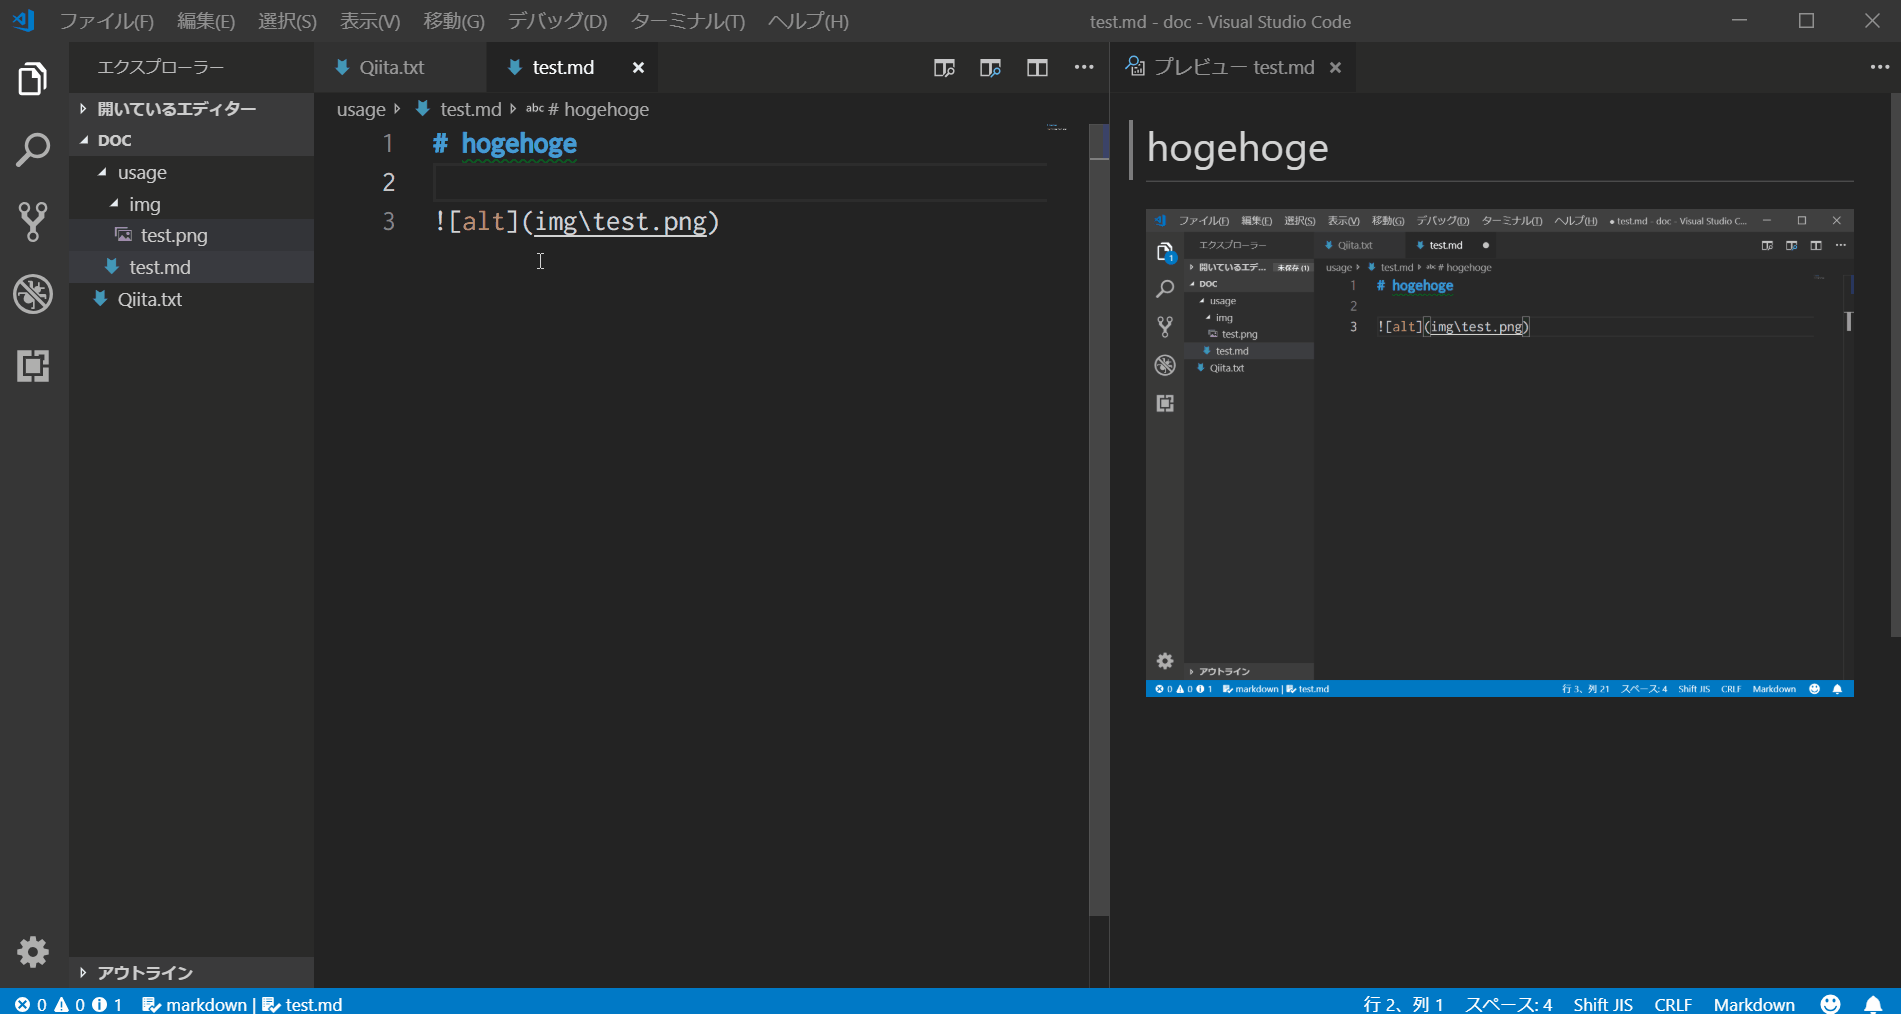 ファイル(F) 編集(E) 選択(S) 表示(V) 移動(G) デバッグ(D) ターミナル(T) ヘルプ(H) test.md - doc - Visual Studio Code
エクスプローラー
開いているエディター
DOC
usage
img
test.png
test.md
Qiita.txt
アウトライン
Qiita.txt test.md
usage test.md abc # hogehoge
1 # hogehoge
2
3 ![alt](img\test.png)
プレビュー test.md
hogehoge
ファイル(F) 編集(E) 選択(S) 表示(V) 移動(G) デバッグ(D) ターミナル(T) ヘルプ(H) ● test.md - doc - Visual Studio C...
エクスプローラー
1
開いているエデ... 未保存 (1)
DOC
usage
img
test.png
test.md
Qiita.txt
アウトライン
Qiita.txt test.md
usage test.md abc # hogehoge
1 # hogehoge
2
3 ![alt](img\test.png)
0 0 1 markdown | test.md 行 3、列 21 スペース: 4 Shift JIS CRLF Markdown
0 0 1 markdown | test.md 行 2、列 1 スペース: 4 Shift JIS CRLF Markdown